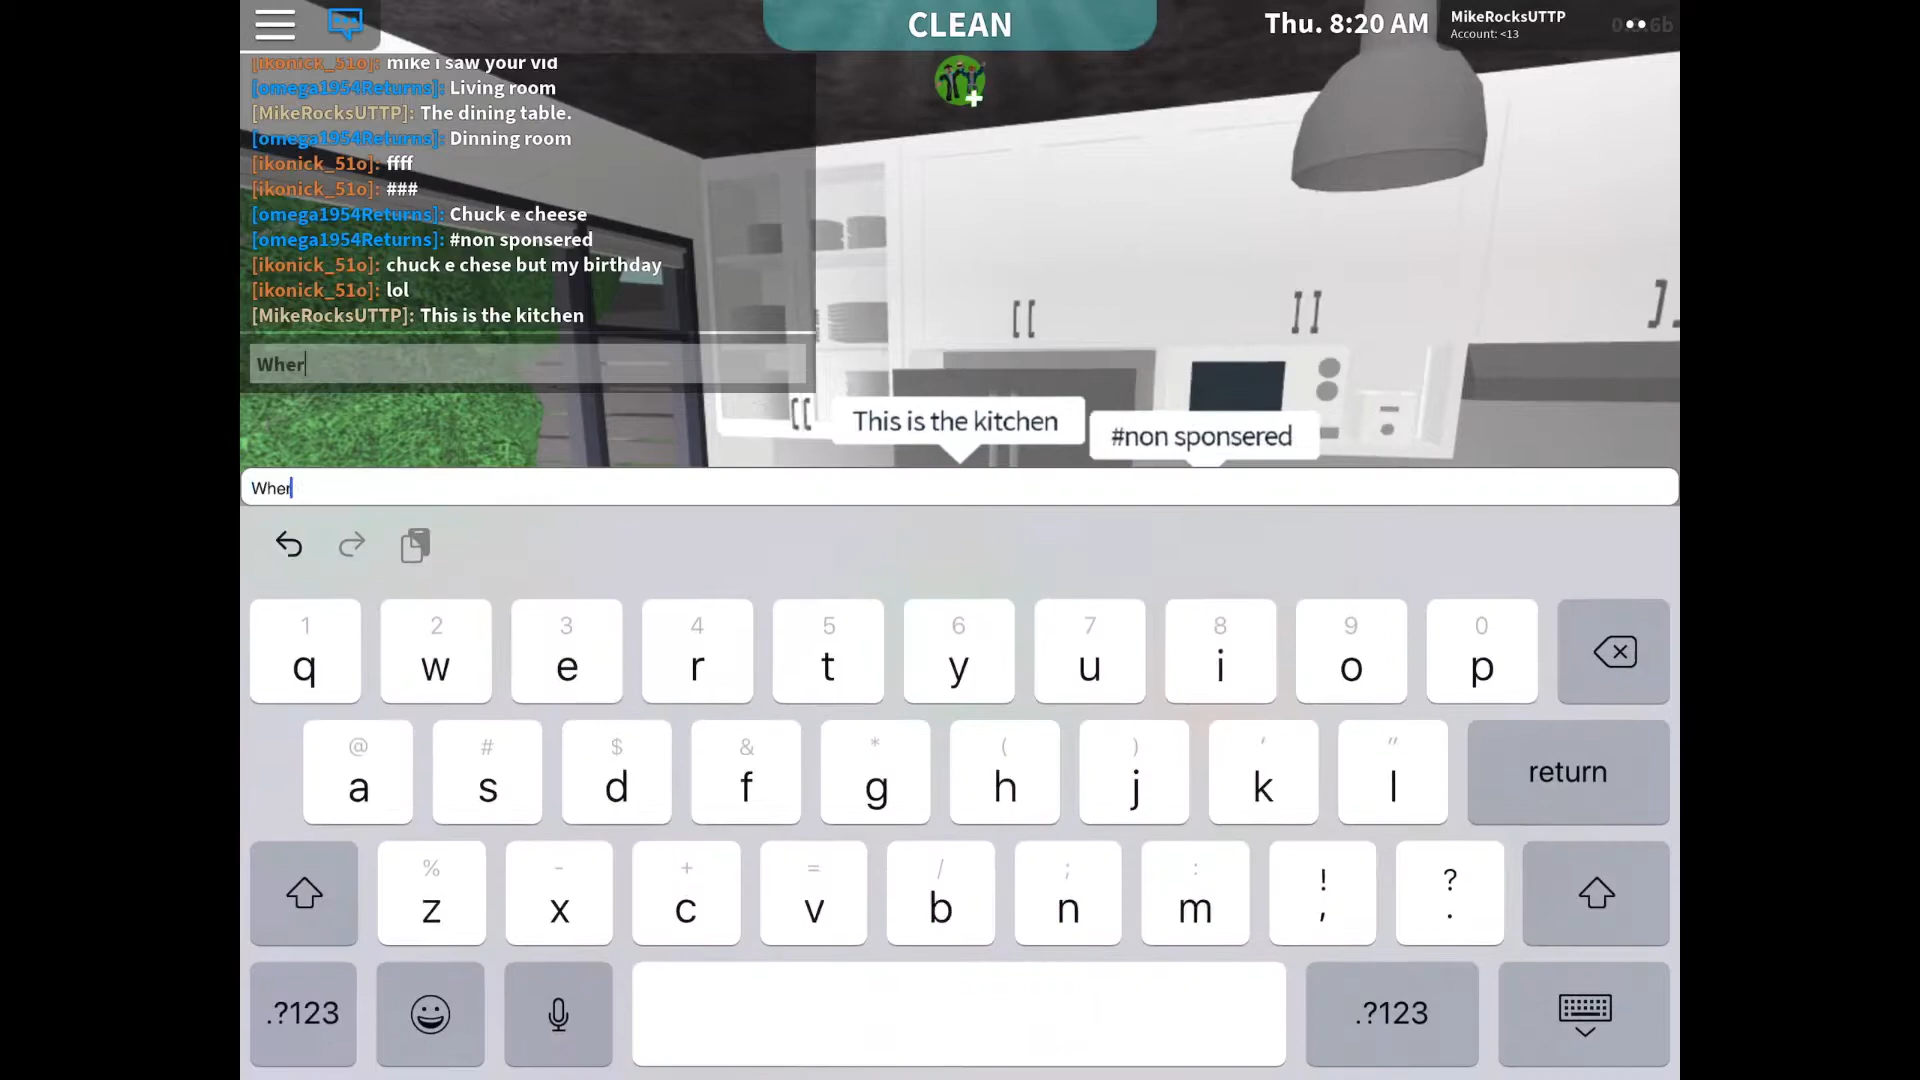 CLEAN
Thu. 8:20 AM
MikeRocksUTTP
Account: <13
[ikonick_51o]: mike i saw your vid
[omega1954Returns]: Living room
[MikeRocksUTTP]: The dining table.
[omega1954Returns]: Dinning room
[ikonick_51o]: ffff
[ikonick_51o]: ###
[omega1954Returns]: Chuck e cheese
[omega1954Returns]: #non sponsered
[ikonick_51o]: chuck e chese but my birthday
[ikonick_51o]: lol
[MikeRocksUTTP]: This is the kitchen
Wher
This is the kitchen
#non sponsered
Wher
1 2 3 4 5 6 7 8 9 0
q w e r t y u i o p
@ # $ & * ( ) ' "
a s d f g h j k l return
% - + = / ; : ! ?
z x c v b n m , .
.?123 .?123